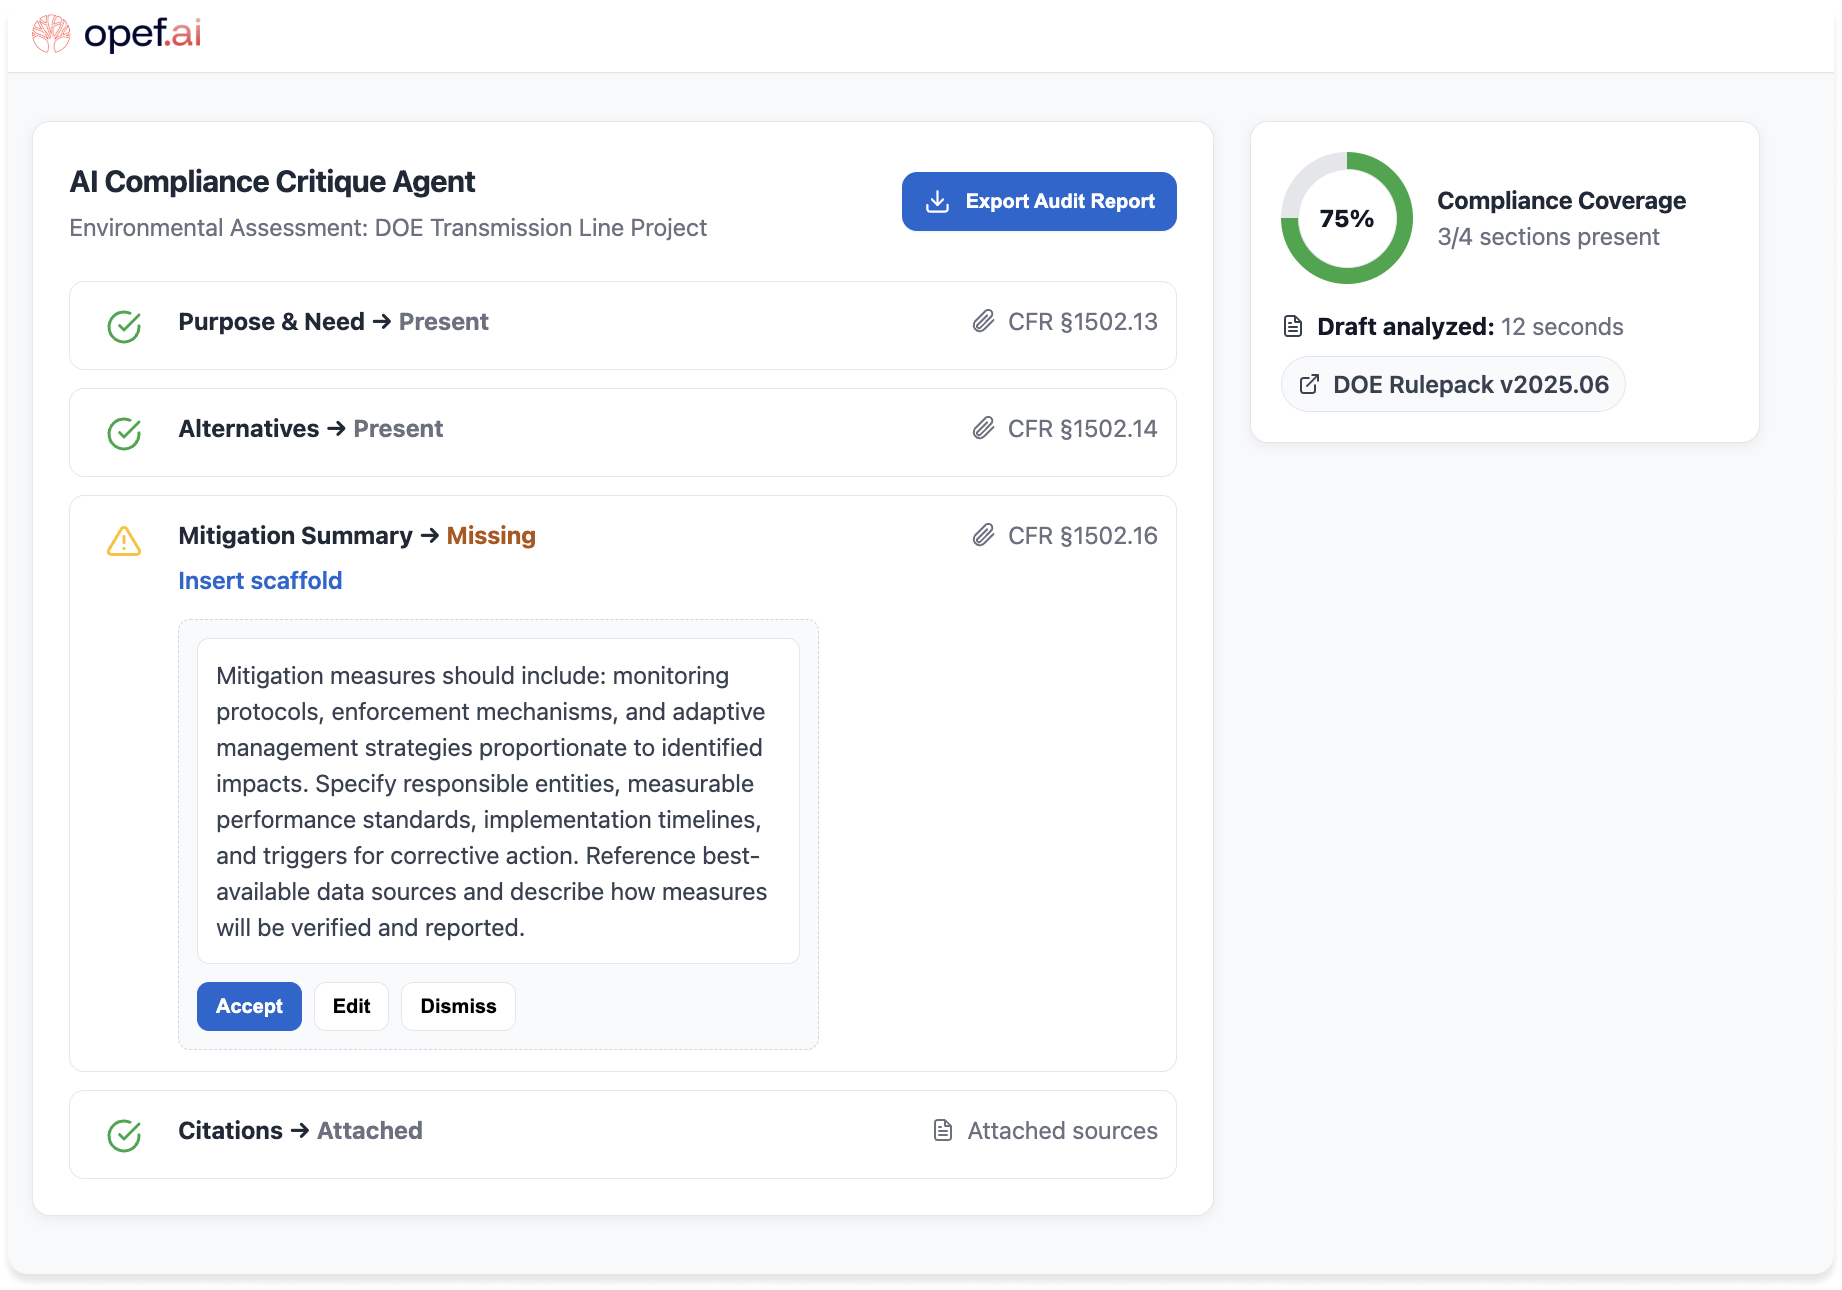 opef.ai
AI Compliance Critique Agent
Environmental Assessment: DOE Transmission Line Project
Export Audit Report
Purpose & Need → Present
CFR §1502.13
Alternatives → Present
CFR §1502.14
Mitigation Summary → Missing
CFR §1502.16
Insert scaffold
Mitigation measures should include: monitoring
protocols, enforcement mechanisms, and adaptive
management strategies proportionate to identified
impacts. Specify responsible entities, measurable
performance standards, implementation timelines,
and triggers for corrective action. Reference best-
available data sources and describe how measures
will be verified and reported.
Accept
Edit
Dismiss
Citations → Attached
Attached sources
75%
Compliance Coverage
3/4 sections present
Draft analyzed: 12 seconds
DOE Rulepack v2025.06